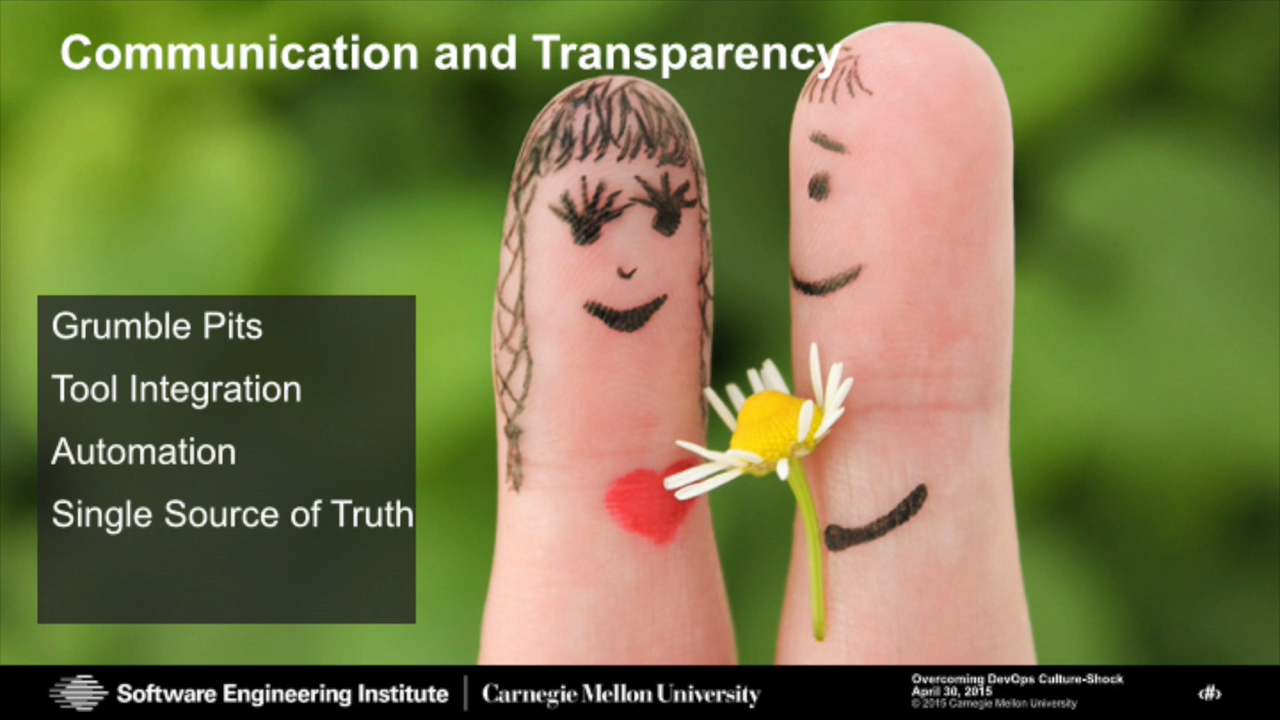 Communication and Transparency
Grumble Pits
Tool Integration
Automation
Single Source of Truth
Software Engineering Institute
Carnegie Mellon University
Overcoming DevOps Culture-Shock
April 30, 2015
© 2015 Carnegie Mellon University
‹#›